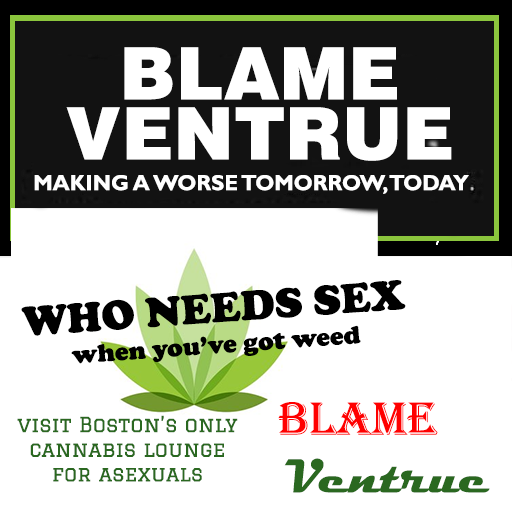 BLAME
VENTRUE
MAKING A WORSE TOMORROW, TODAY.
WHO NEEDS SEX
when you've got weed
VISIT BOSTON'S ONLY
CANNABIS LOUNGE
FOR ASEXUALS
BLAME
Ventrue